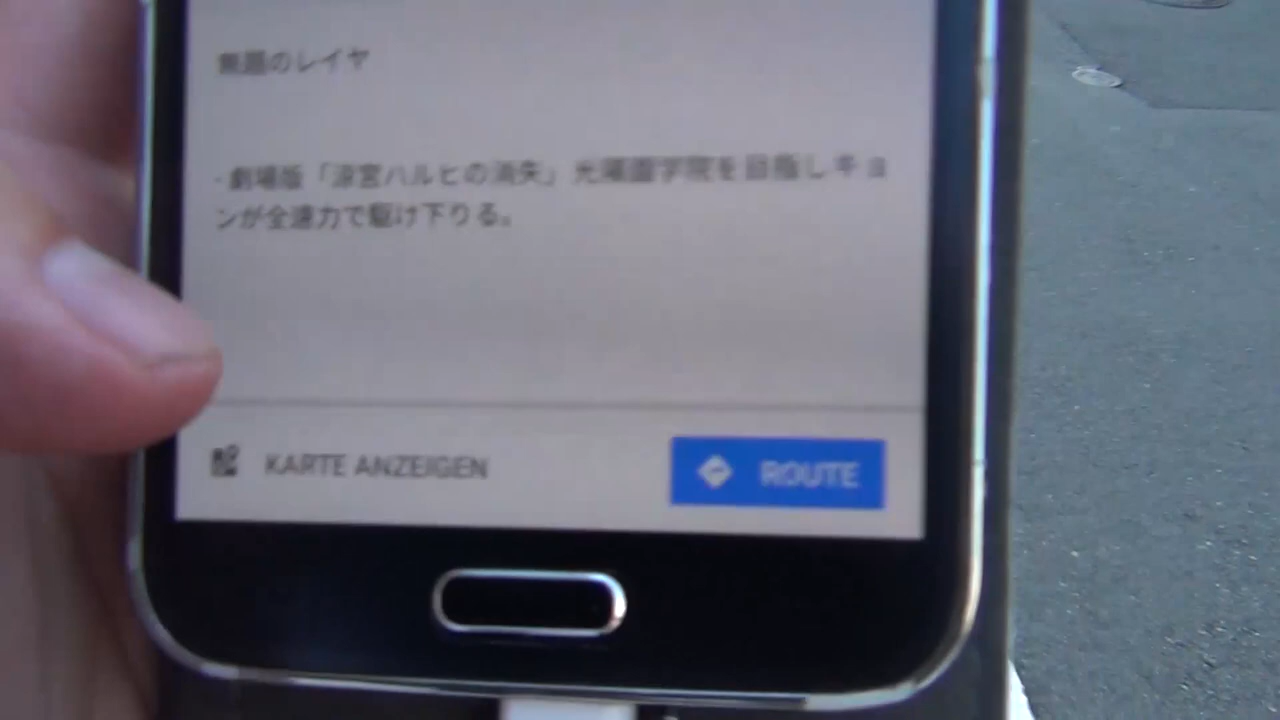 無題のレイヤ
・劇場版「涼宮ハルヒの消失」光陽園学院を目指しキョ
ンが全速力で駆け下りる。
KARTE ANZEIGEN
ROUTE